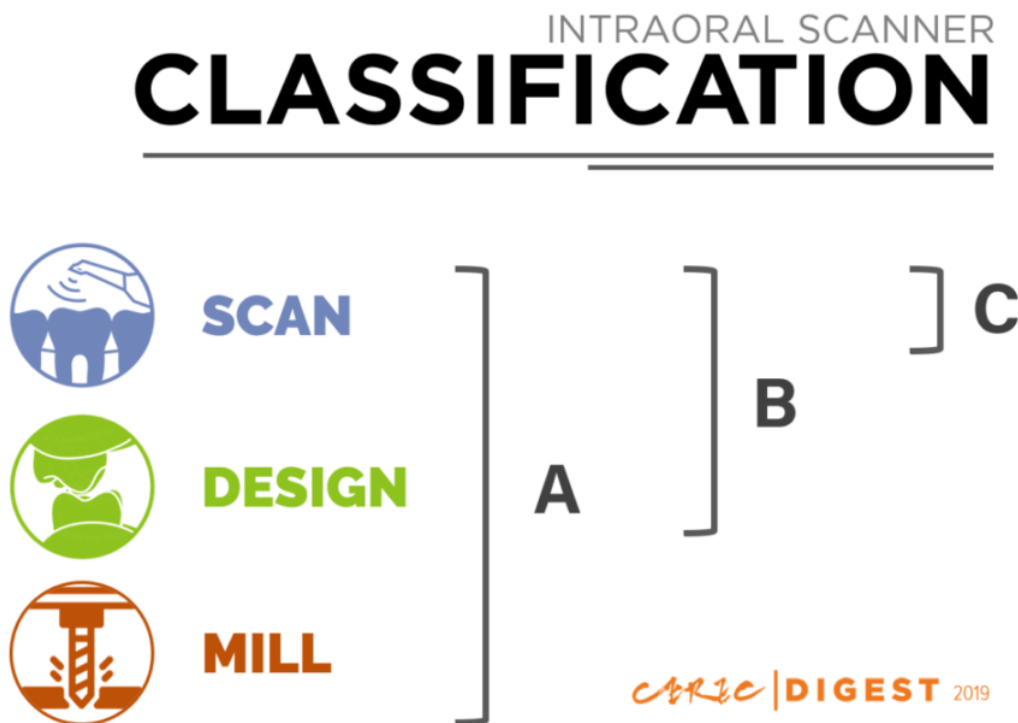 INTRAORAL SCANNER
CLASSIFICATION
SCAN
C
B
DESIGN
A
MILL
CEREC | DIGEST 2019